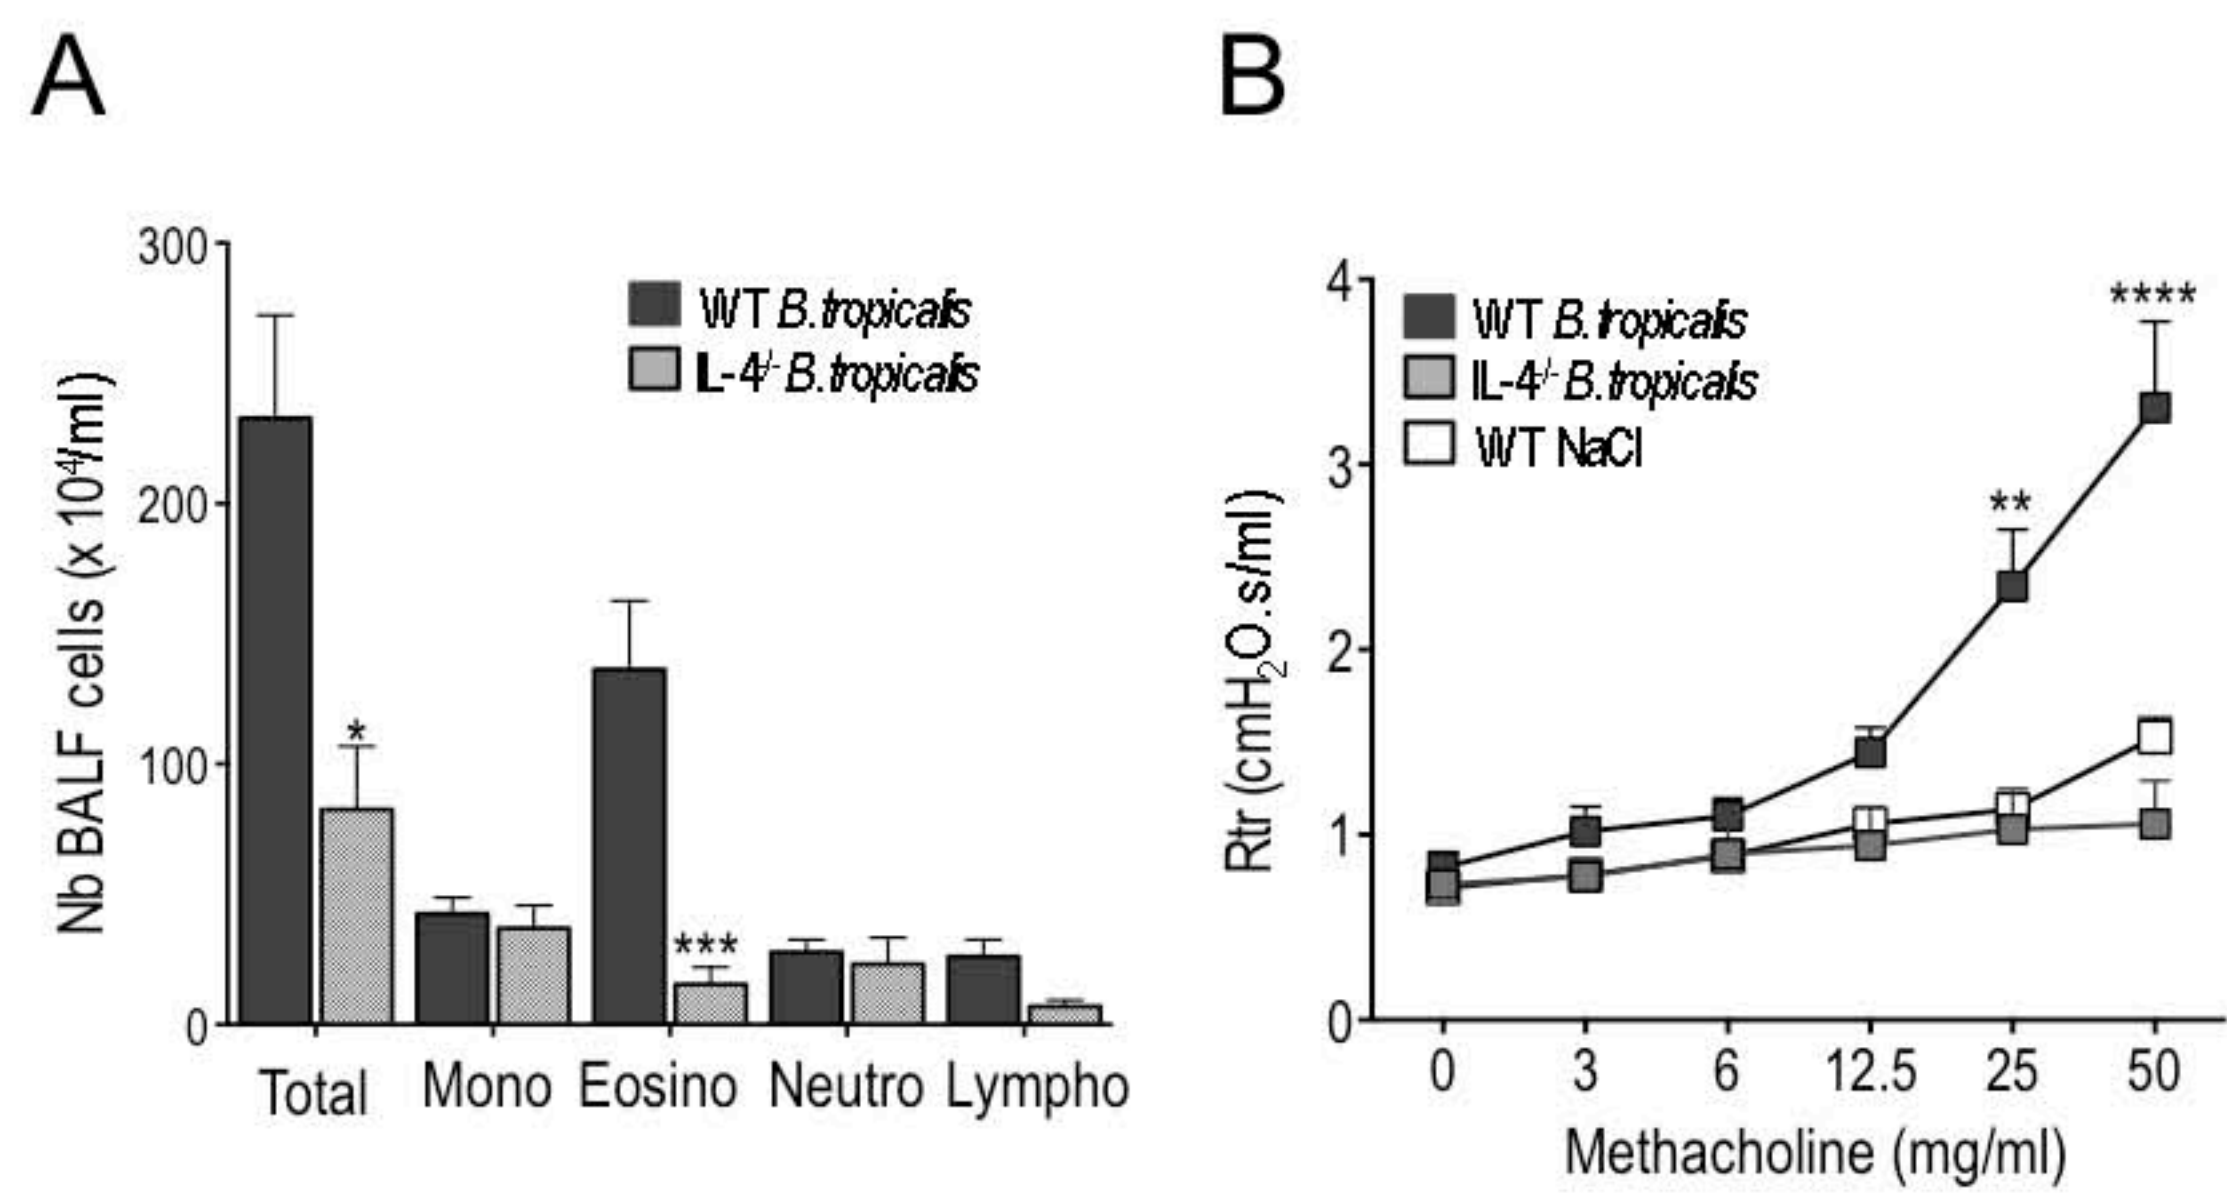 A
Nb BALF cells (x 10⁴/ml)
300
200
100
0
WT B. tropicalis
IL-4-/- B. tropicalis
*
***
Total Mono Eosino Neutro Lympho
B
Rtr (cmH₂O.s/ml)
4
3
2
1
0
WT B. tropicalis
IL-4-/- B. tropicalis
WT NaCl
**
****
0 3 6 12.5 25 50
Methacholine (mg/ml)